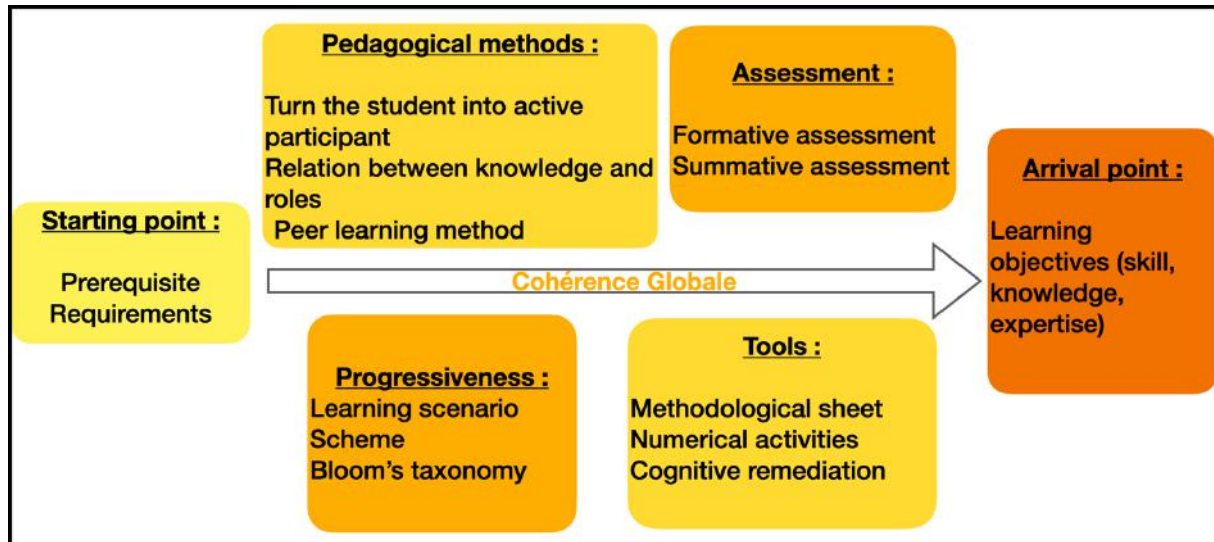 Starting point :
Prerequisite
Requirements
Pedagogical methods :
Turn the student into active
participant
Relation between knowledge and
roles
Peer learning method
Assessment :
Formative assessment
Summative assessment
Cohérence Globale
Progressiveness :
Learning scenario
Scheme
Bloom's taxonomy
Tools :
Methodological sheet
Numerical activities
Cognitive remediation
Arrival point :
Learning
objectives (skill,
knowledge,
expertise)